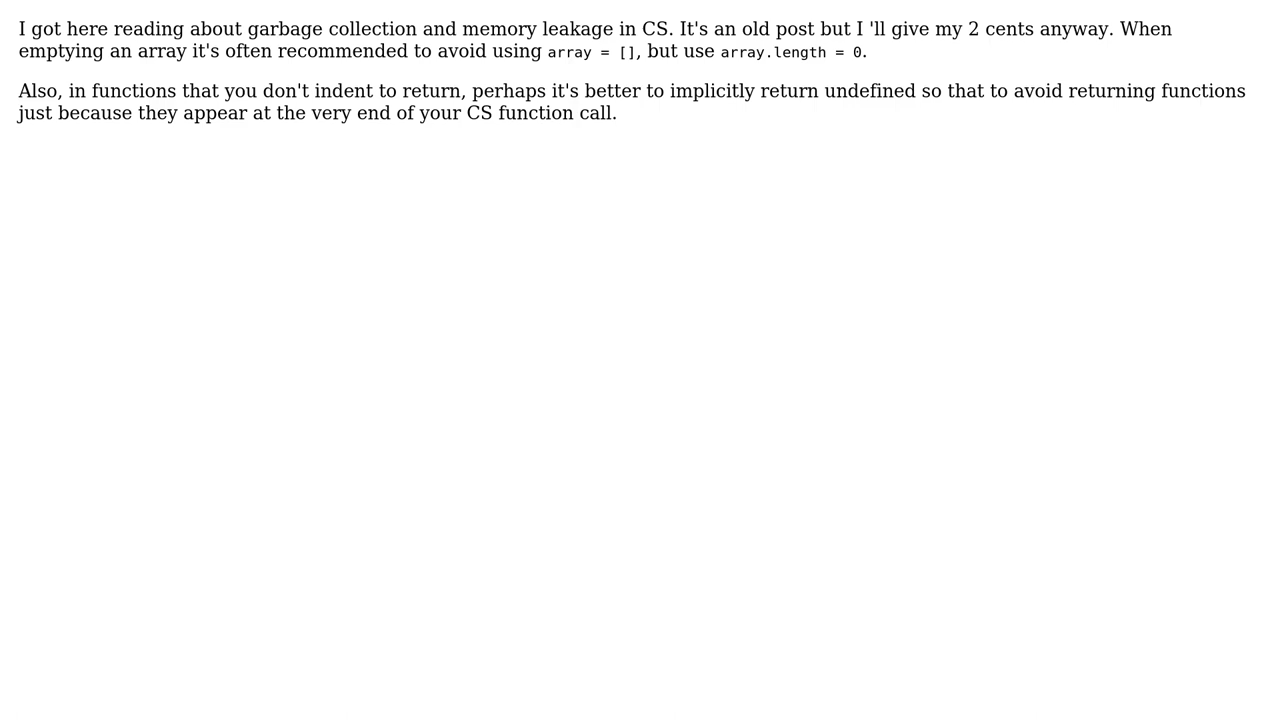 I got here reading about garbage collection and memory leakage in CS. It's an old post but I 'll give my 2 cents anyway. When
emptying an array it's often recommended to avoid using array = [], but use array.length = 0.
Also, in functions that you don't indent to return, perhaps it's better to implicitly return undefined so that to avoid returning functions
just because they appear at the very end of your CS function call.